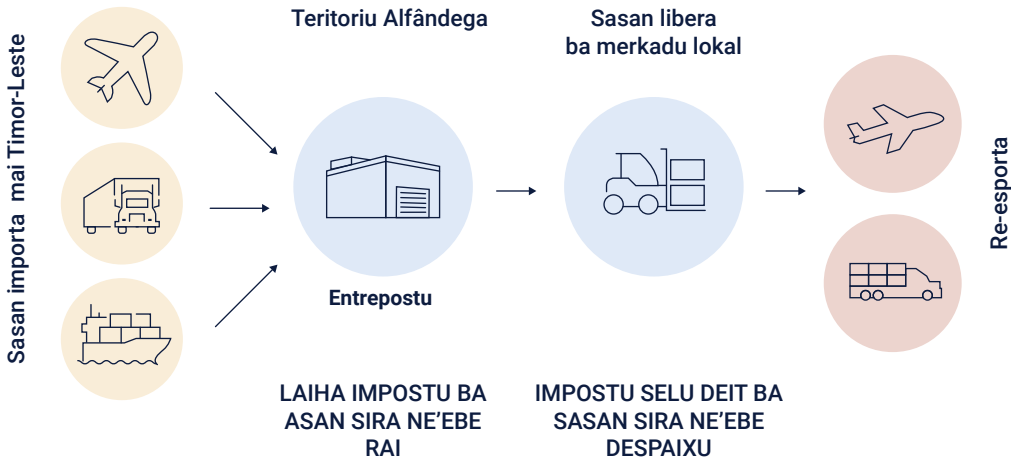 Sasan importa mai Timor-Leste
Teritoriu Alfândega
Entrepostu
LAIHA IMPOSTU BA
ASAN SIRA NE’EBE
RAI
Sasan libera
ba merkadu lokal
IMPOSTU SELU DEIT BA
SASAN SIRA NE’EBE
DESPAIXU
Re-esporta